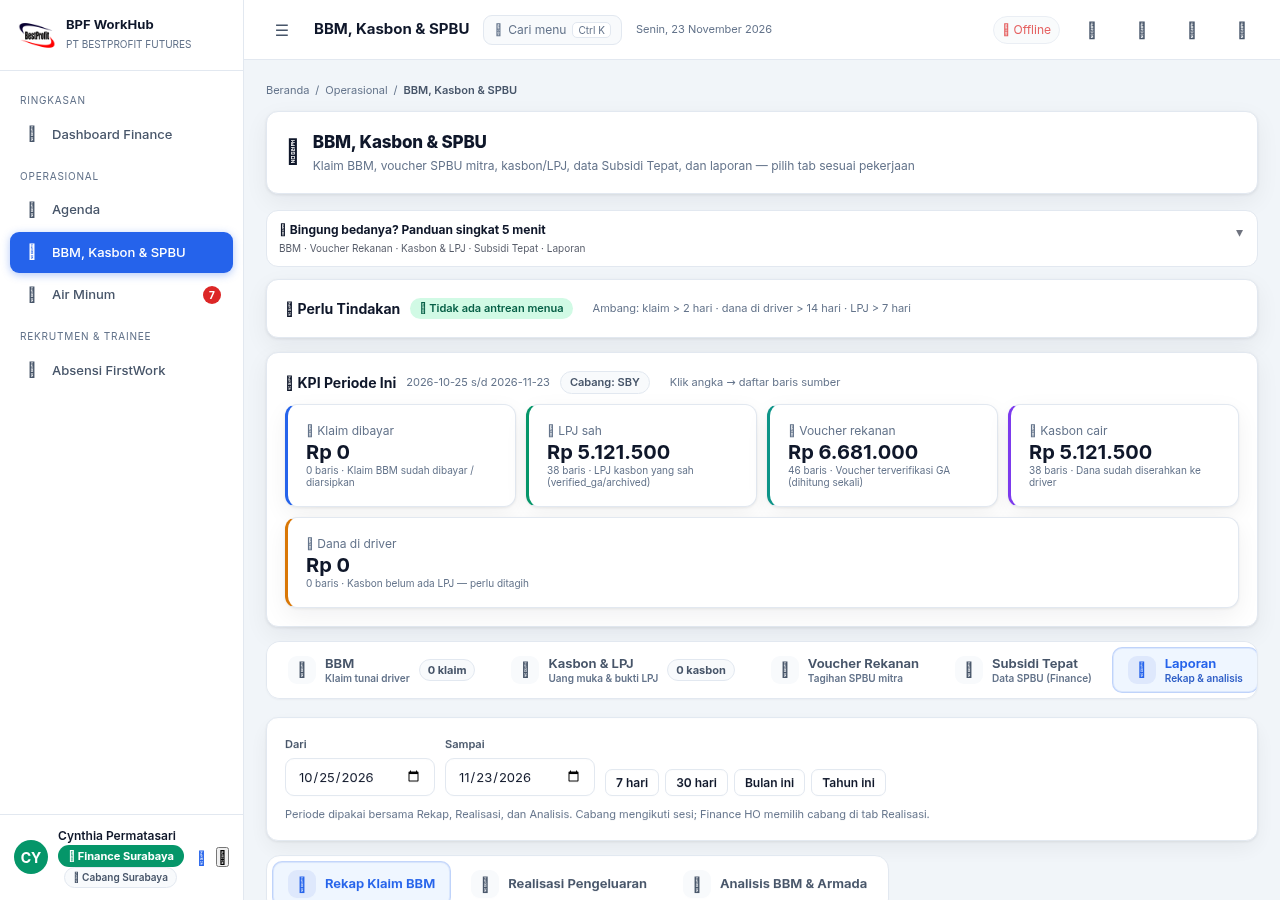 BestProfit
BPF WorkHub
PT BESTPROFIT FUTURES
RINGKASAN
Dashboard Finance
OPERASIONAL
Agenda
BBM, Kasbon & SPBU
Air Minum
7
REKRUTMEN & TRAINEE
Absensi FirstWork
Cynthia Permatasari
CY
Finance Surabaya
Cabang Surabaya
☰
BBM, Kasbon & SPBU
Cari menu
Ctrl K
Senin, 23 November 2026
Offline
Beranda / Operasional / BBM, Kasbon & SPBU
BBM, Kasbon & SPBU
Klaim BBM, voucher SPBU mitra, kasbon/LPJ, data Subsidi Tepat, dan laporan — pilih tab sesuai pekerjaan
Bingung bedanya? Panduan singkat 5 menit
▼
BBM · Voucher Rekanan · Kasbon & LPJ · Subsidi Tepat · Laporan
Perlu Tindakan
Tidak ada antrean menua
Ambang: klaim > 2 hari · dana di driver > 14 hari · LPJ > 7 hari
KPI Periode Ini
2026-10-25 s/d 2026-11-23
Cabang: SBY
Klik angka → daftar baris sumber
Klaim dibayar
Rp 0
0 baris · Klaim BBM sudah dibayar /
diarsipkan
LPJ sah
Rp 5.121.500
38 baris · LPJ kasbon yang sah
(verified_ga/archived)
Voucher rekanan
Rp 6.681.000
46 baris · Voucher terverifikasi GA
(dihitung sekali)
Kasbon cair
Rp 5.121.500
38 baris · Dana sudah diserahkan ke
driver
Dana di driver
Rp 0
0 baris · Kasbon belum ada LPJ — perlu ditagih
BBM
Klaim tunai driver
0 klaim
Kasbon & LPJ
Uang muka & bukti LPJ
0 kasbon
Voucher Rekanan
Tagihan SPBU mitra
Subsidi Tepat
Data SPBU (Finance)
Laporan
Rekap & analisis
Dari
10/25/2026
Sampai
11/23/2026
7 hari
30 hari
Bulan ini
Tahun ini
Periode dipakai bersama Rekap, Realisasi, dan Analisis. Cabang mengikuti sesi; Finance HO memilih cabang di tab Realisasi.
Rekap Klaim BBM
Realisasi Pengeluaran
Analisis BBM & Armada